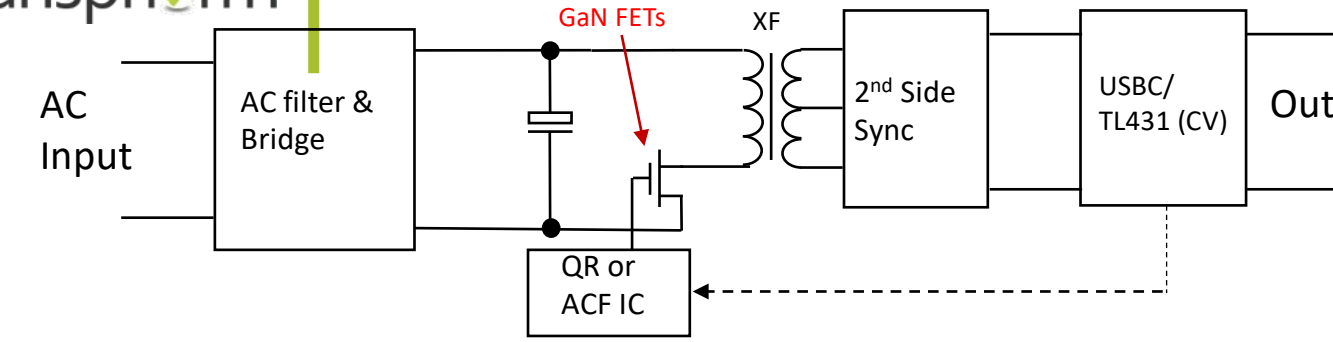 GaN FETs
XF
AC
Input
AC filter &
Bridge
2nd Side
Sync
USBC/
TL431 (CV)
Out
QR or
ACF IC